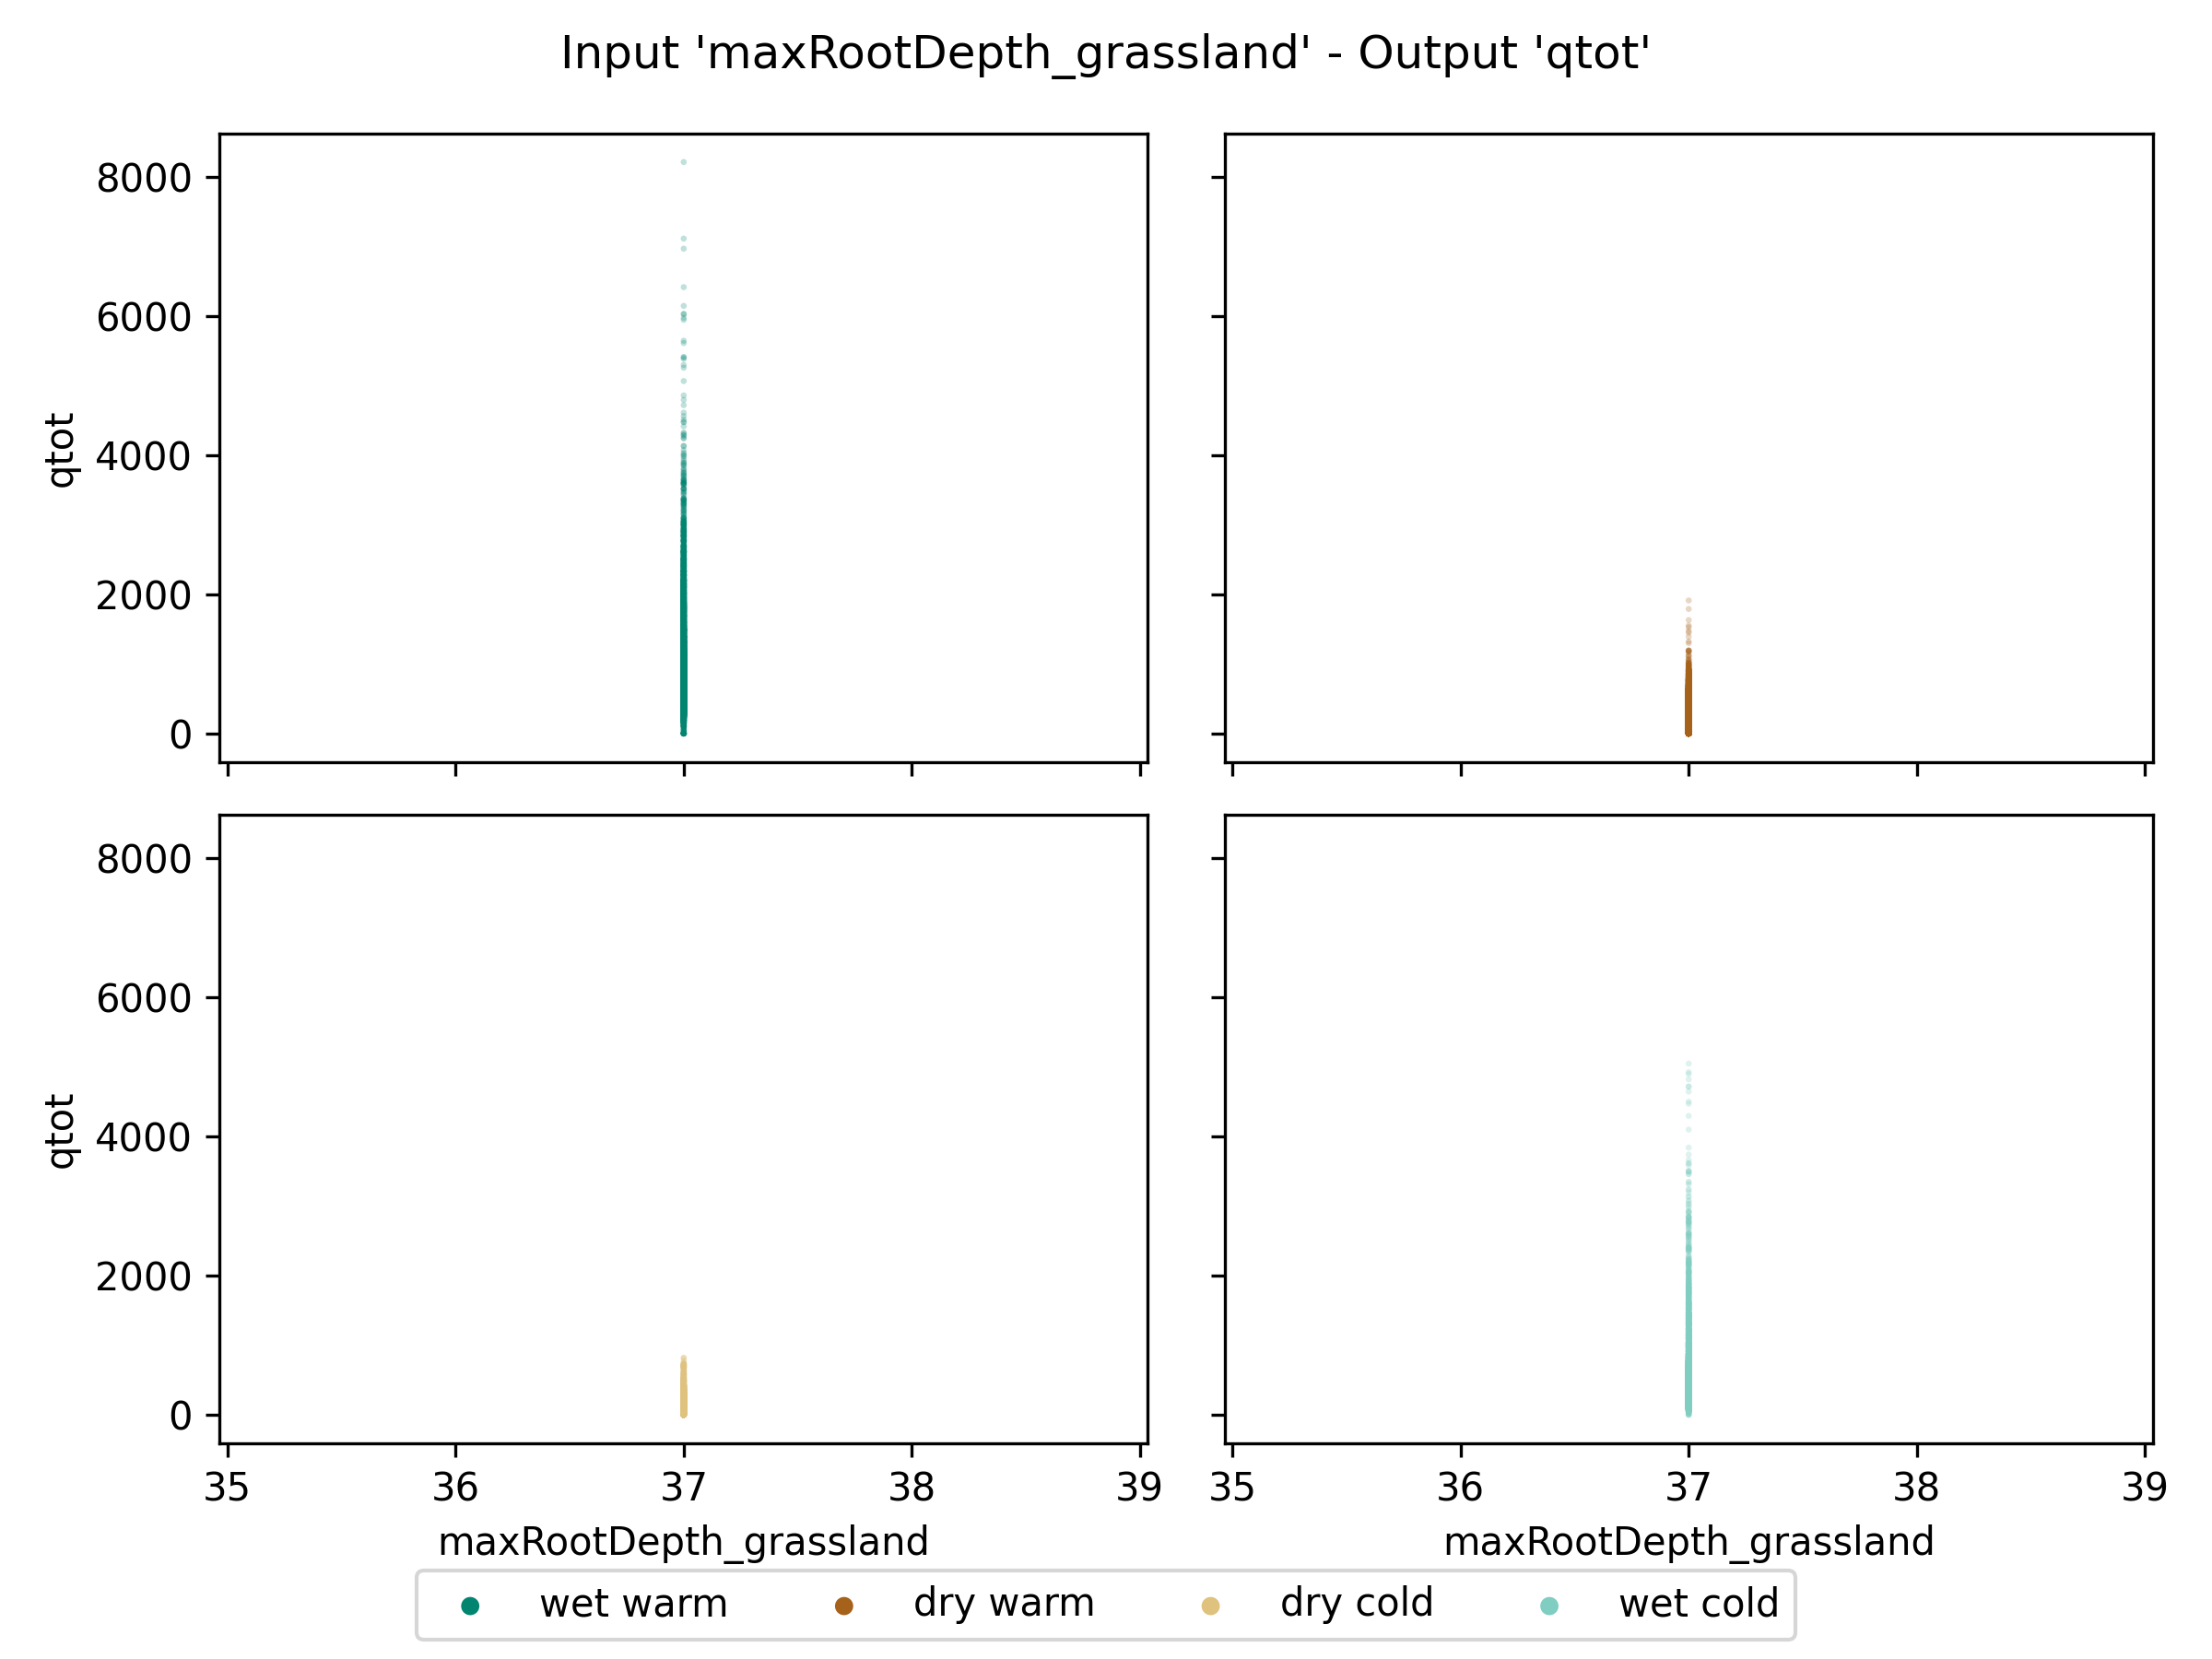 Input 'maxRootDepth_grassland' - Output 'qtot'
8000
6000
4000
2000
0
qtot
8000
6000
4000
2000
0
qtot
35 36 37 38 39 35 36 37 38 39
maxRootDepth_grassland maxRootDepth_grassland
wet warm dry warm dry cold wet cold